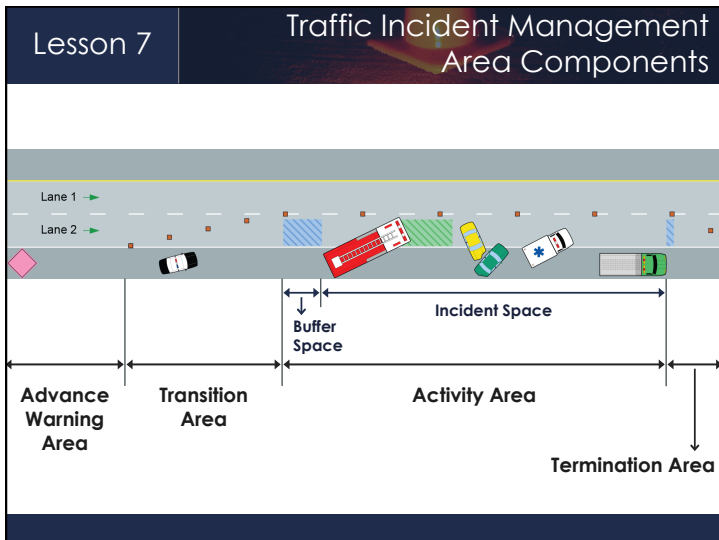 Lesson 7
Traffic Incident Management
Area Components
Lane 1
Lane 2
Buffer
Space
Incident Space
Advance
Warning
Area
Transition
Area
Activity Area
Termination Area